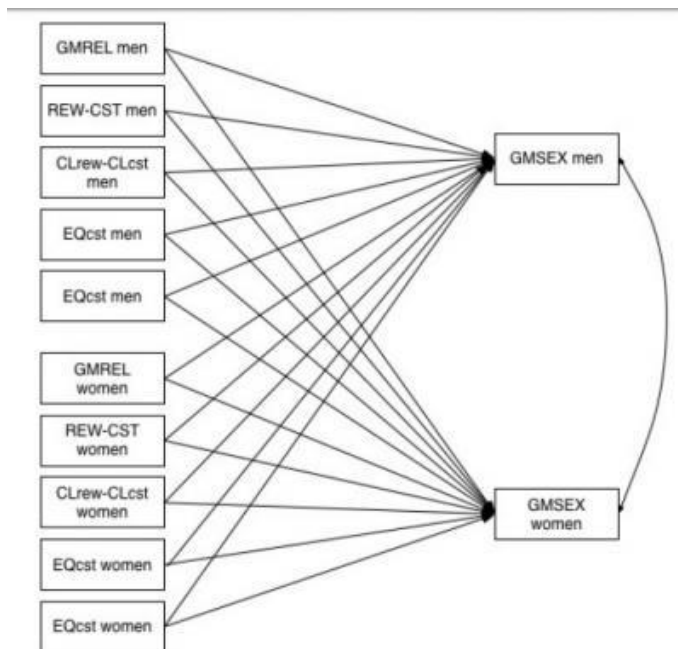 GMREL men
REW-CST men
CLrew-CLcst
men
EQcst men
EQcst men
GMREL
women
REW-CST
women
CLrew-CLcst
women
EQcst women
EQcst women
GMSEX men
GMSEX
women